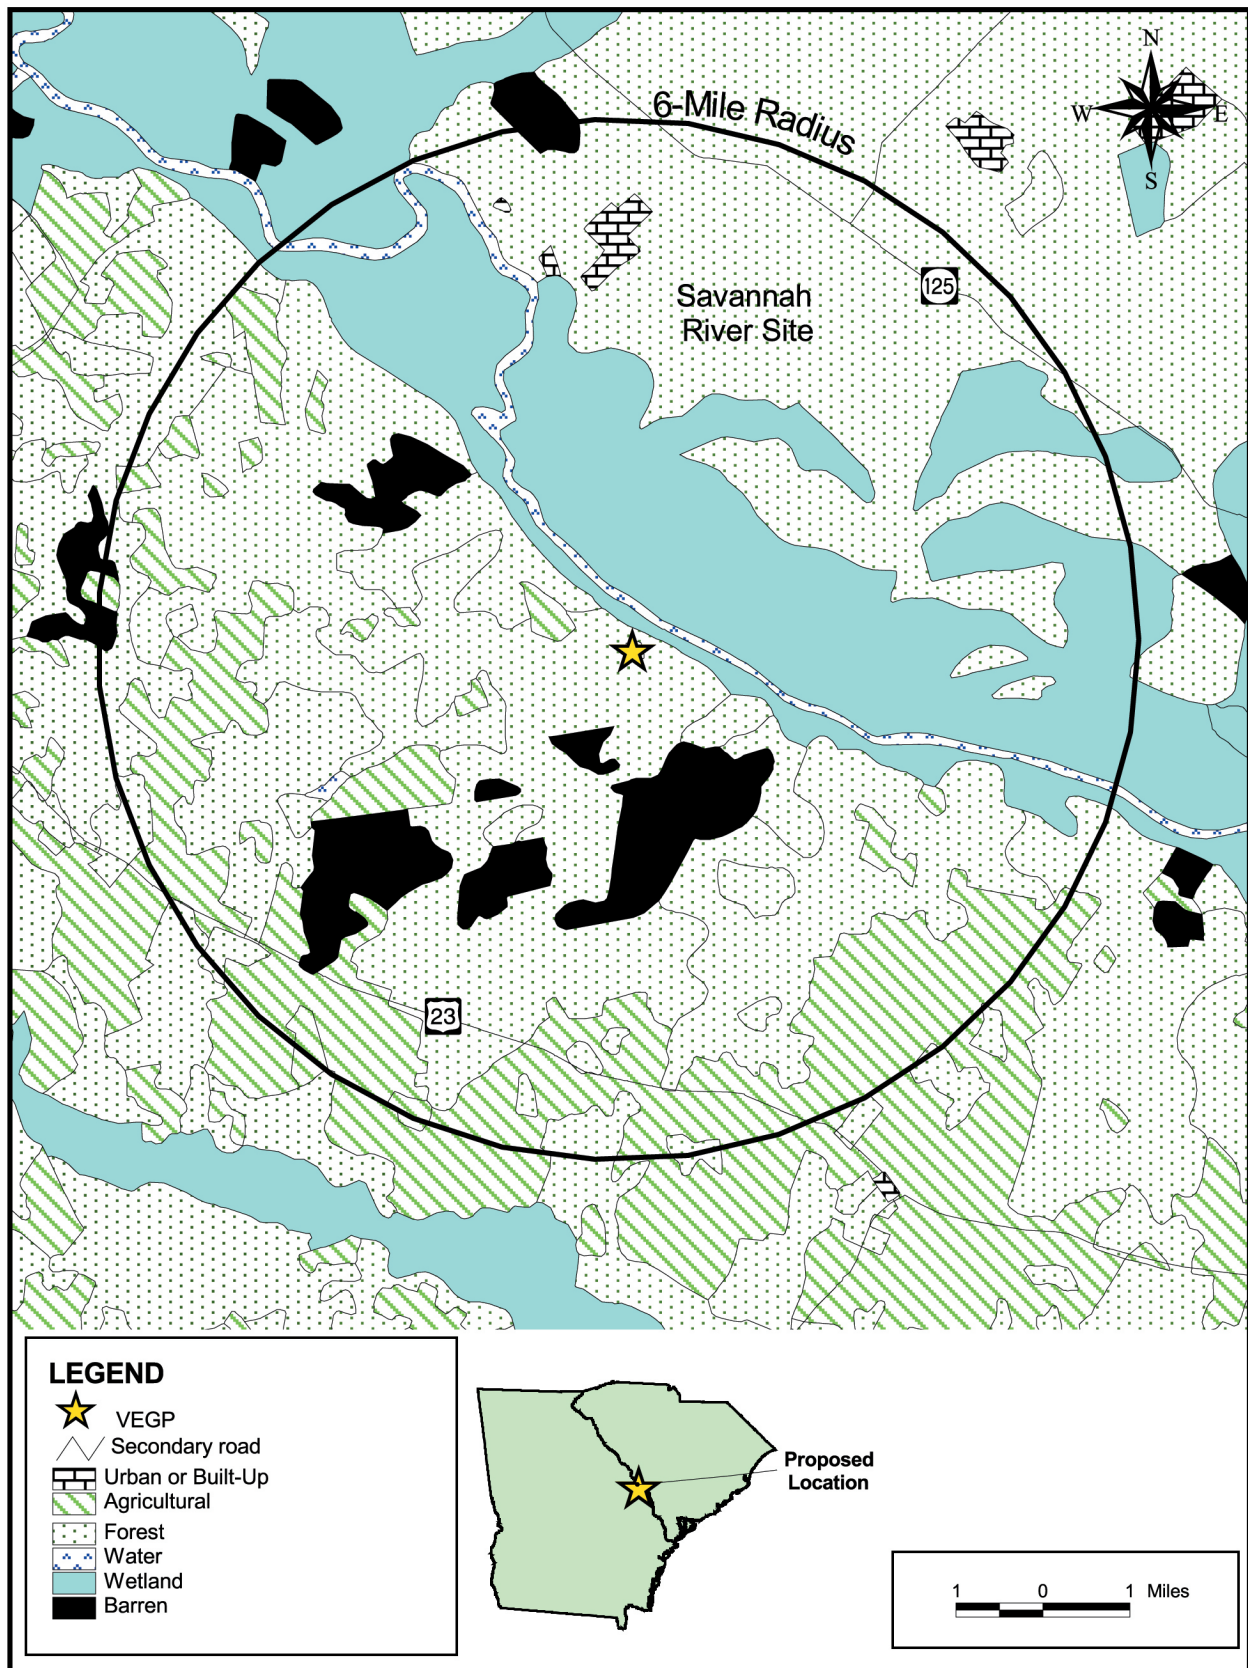 N
W
E
S
6-Mile Radius
125
Savannah
River Site
23
LEGEND
VEGP
Secondary road
Urban or Built-Up
Agricultural
Forest
Water
Wetland
Barren
Proposed
Location
1 0 1 Miles